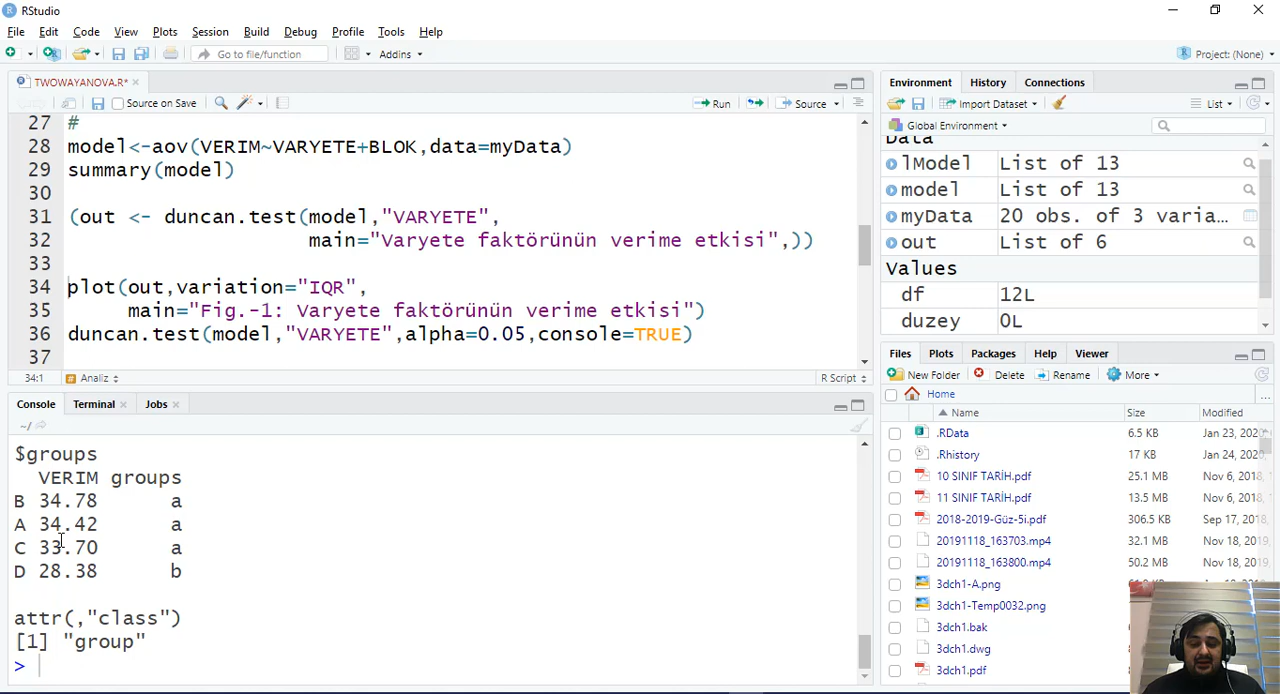 RStudio
File Edit Code View Plots Session Build Debug Profile Tools Help
Go to file/function Addins Project: (None)
TWOWAYANOVA.R*
Source on Save Run Source
27 #
28 model<-aov(VERIM~VARYETE+BLOK,data=myData)
29 summary(model)
30
31 (out <- duncan.test(model,"VARYETE",
32 main="Varyete faktörünün verime etkisi",))
33
34 plot(out,variation="IQR",
35 main="Fig.-1: Varyete faktörünün verime etkisi")
36 duncan.test(model,"VARYETE",alpha=0.05,console=TRUE)
37
34:1 # Analiz R Script
Console Terminal Jobs
~/
$groups
VERIM groups
B 34.78 a
A 34.42 a
C 33.70 a
D 28.38 b
attr(,"class")
[1] "group"
>
Environment History Connections
Import Dataset List
Global Environment
Data
lModel List of 13
model List of 13
myData 20 obs. of 3 varia...
out List of 6
Values
df 12L
duzey 0L
Files Plots Packages Help Viewer
New Folder Delete Rename More
Home ...
Name Size Modified
.RData 6.5 KB Jan 23, 2020
.Rhistory 17 KB Jan 24, 2020
10 SINIF TARİH.pdf 25.1 MB Nov 6, 2018,
11 SINIF TARİH.pdf 13.5 MB Nov 6, 2018,
2018-2019-Güz-5i.pdf 306.5 KB Sep 17, 2018,
20191118_163703.mp4 32.1 MB Nov 18, 2019,
20191118_163800.mp4 50.2 MB Nov 18, 2019,
3dch1-A.png
3dch1-Temp0032.png
3dch1.bak
3dch1.dwg
3dch1.pdf